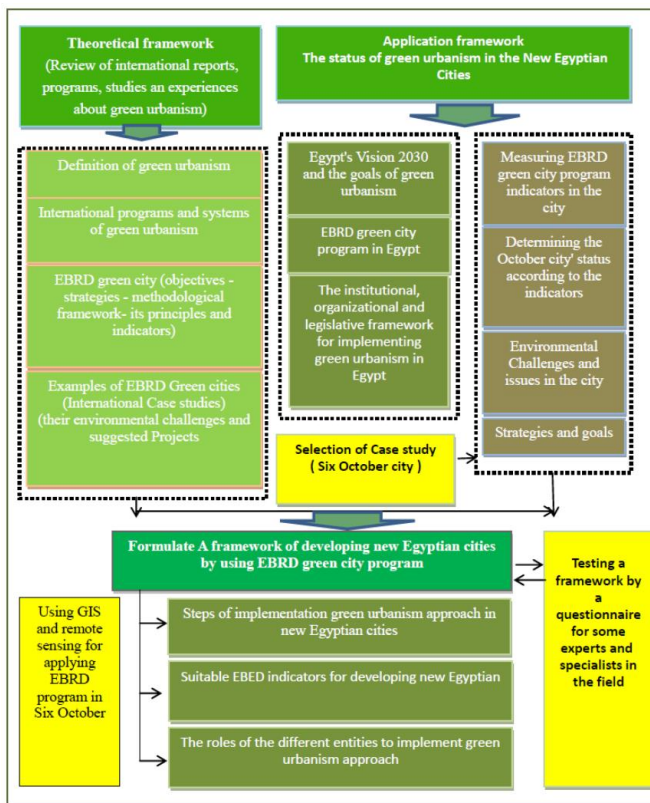 Theoretical framework
(Review of international reports,
programs, studies an experiences
about green urbanism)
Application framework
The status of green urbanism in the New Egyptian
Cities
Definition of green urbanism
International programs and systems
of green urbanism
EBRD green city (objectives -
strategies - methodological
framework- its principles and
indicators)
Examples of EBRD Green cities
(International Case studies)
(their environmental challenges and
suggested Projects
Egypt's Vision 2030
and the goals of green
urbanism
EBRD green city
program in Egypt
The institutional,
organizational and
legislative framework
for implementing
green urbanism in
Egypt
Measuring EBRD
green city program
indicators in the
city
Determining the
October city' status
according to the
indicators
Environmental
Challenges and
issues in the city
Strategies and goals
Selection of Case study
( Six October city )
Formulate A framework of developing new Egyptian cities
by using EBRD green city program
Using GIS
and remote
sensing for
applying
EBRD
program in
Six October
Steps of implementation green urbanism approach in
new Egyptian cities
Suitable EBED indicators for developing new Egyptian
The roles of the different entities to implement green
urbanism approach
Testing a
framework by
a
questionnaire
for some
experts and
specialists in
the field